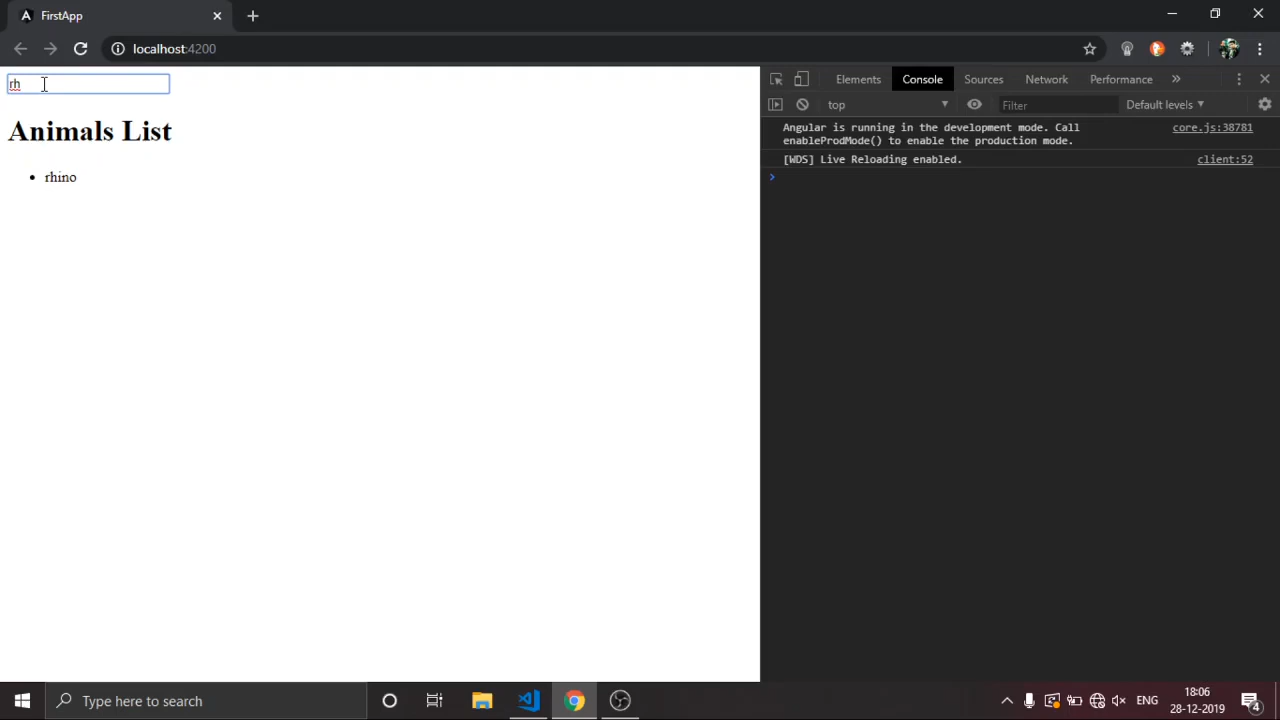 FirstApp
localhost:4200
rh
Animals List
• rhino
Elements Console Sources Network Performance »
top Filter Default levels ▼
Angular is running in the development mode. Call core.js:38781
enableProdMode() to enable the production mode.
[WDS] Live Reloading enabled. client:52
Type here to search
ENG 18:06
28-12-2019 4